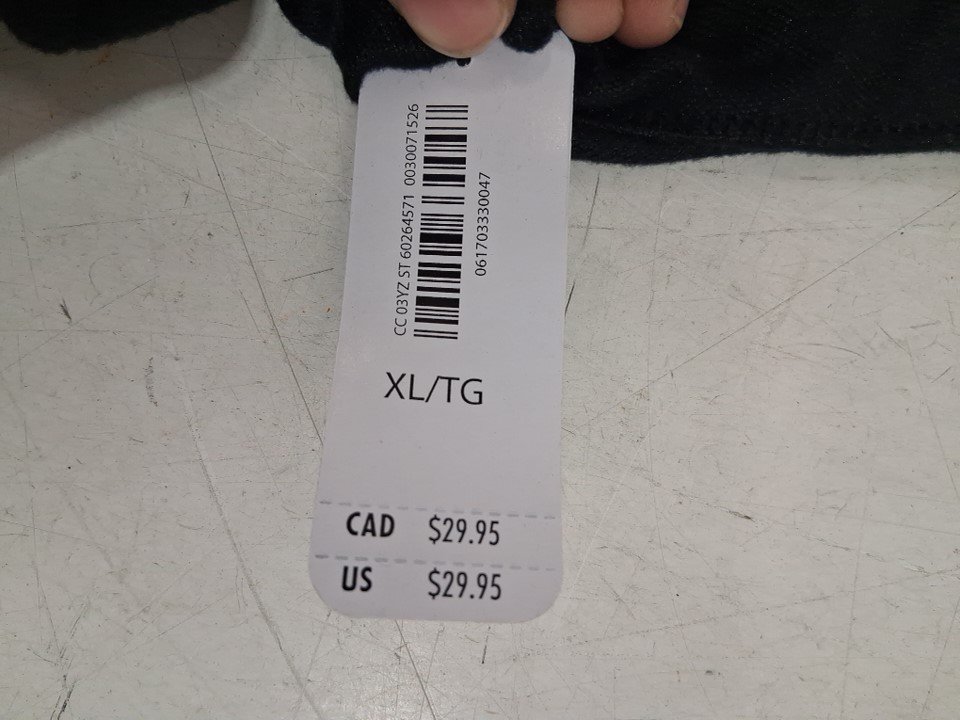 CC 03YZ ST 60264571 0030071526
061703330047
XL/TG
CAD $29.95
US $29.95